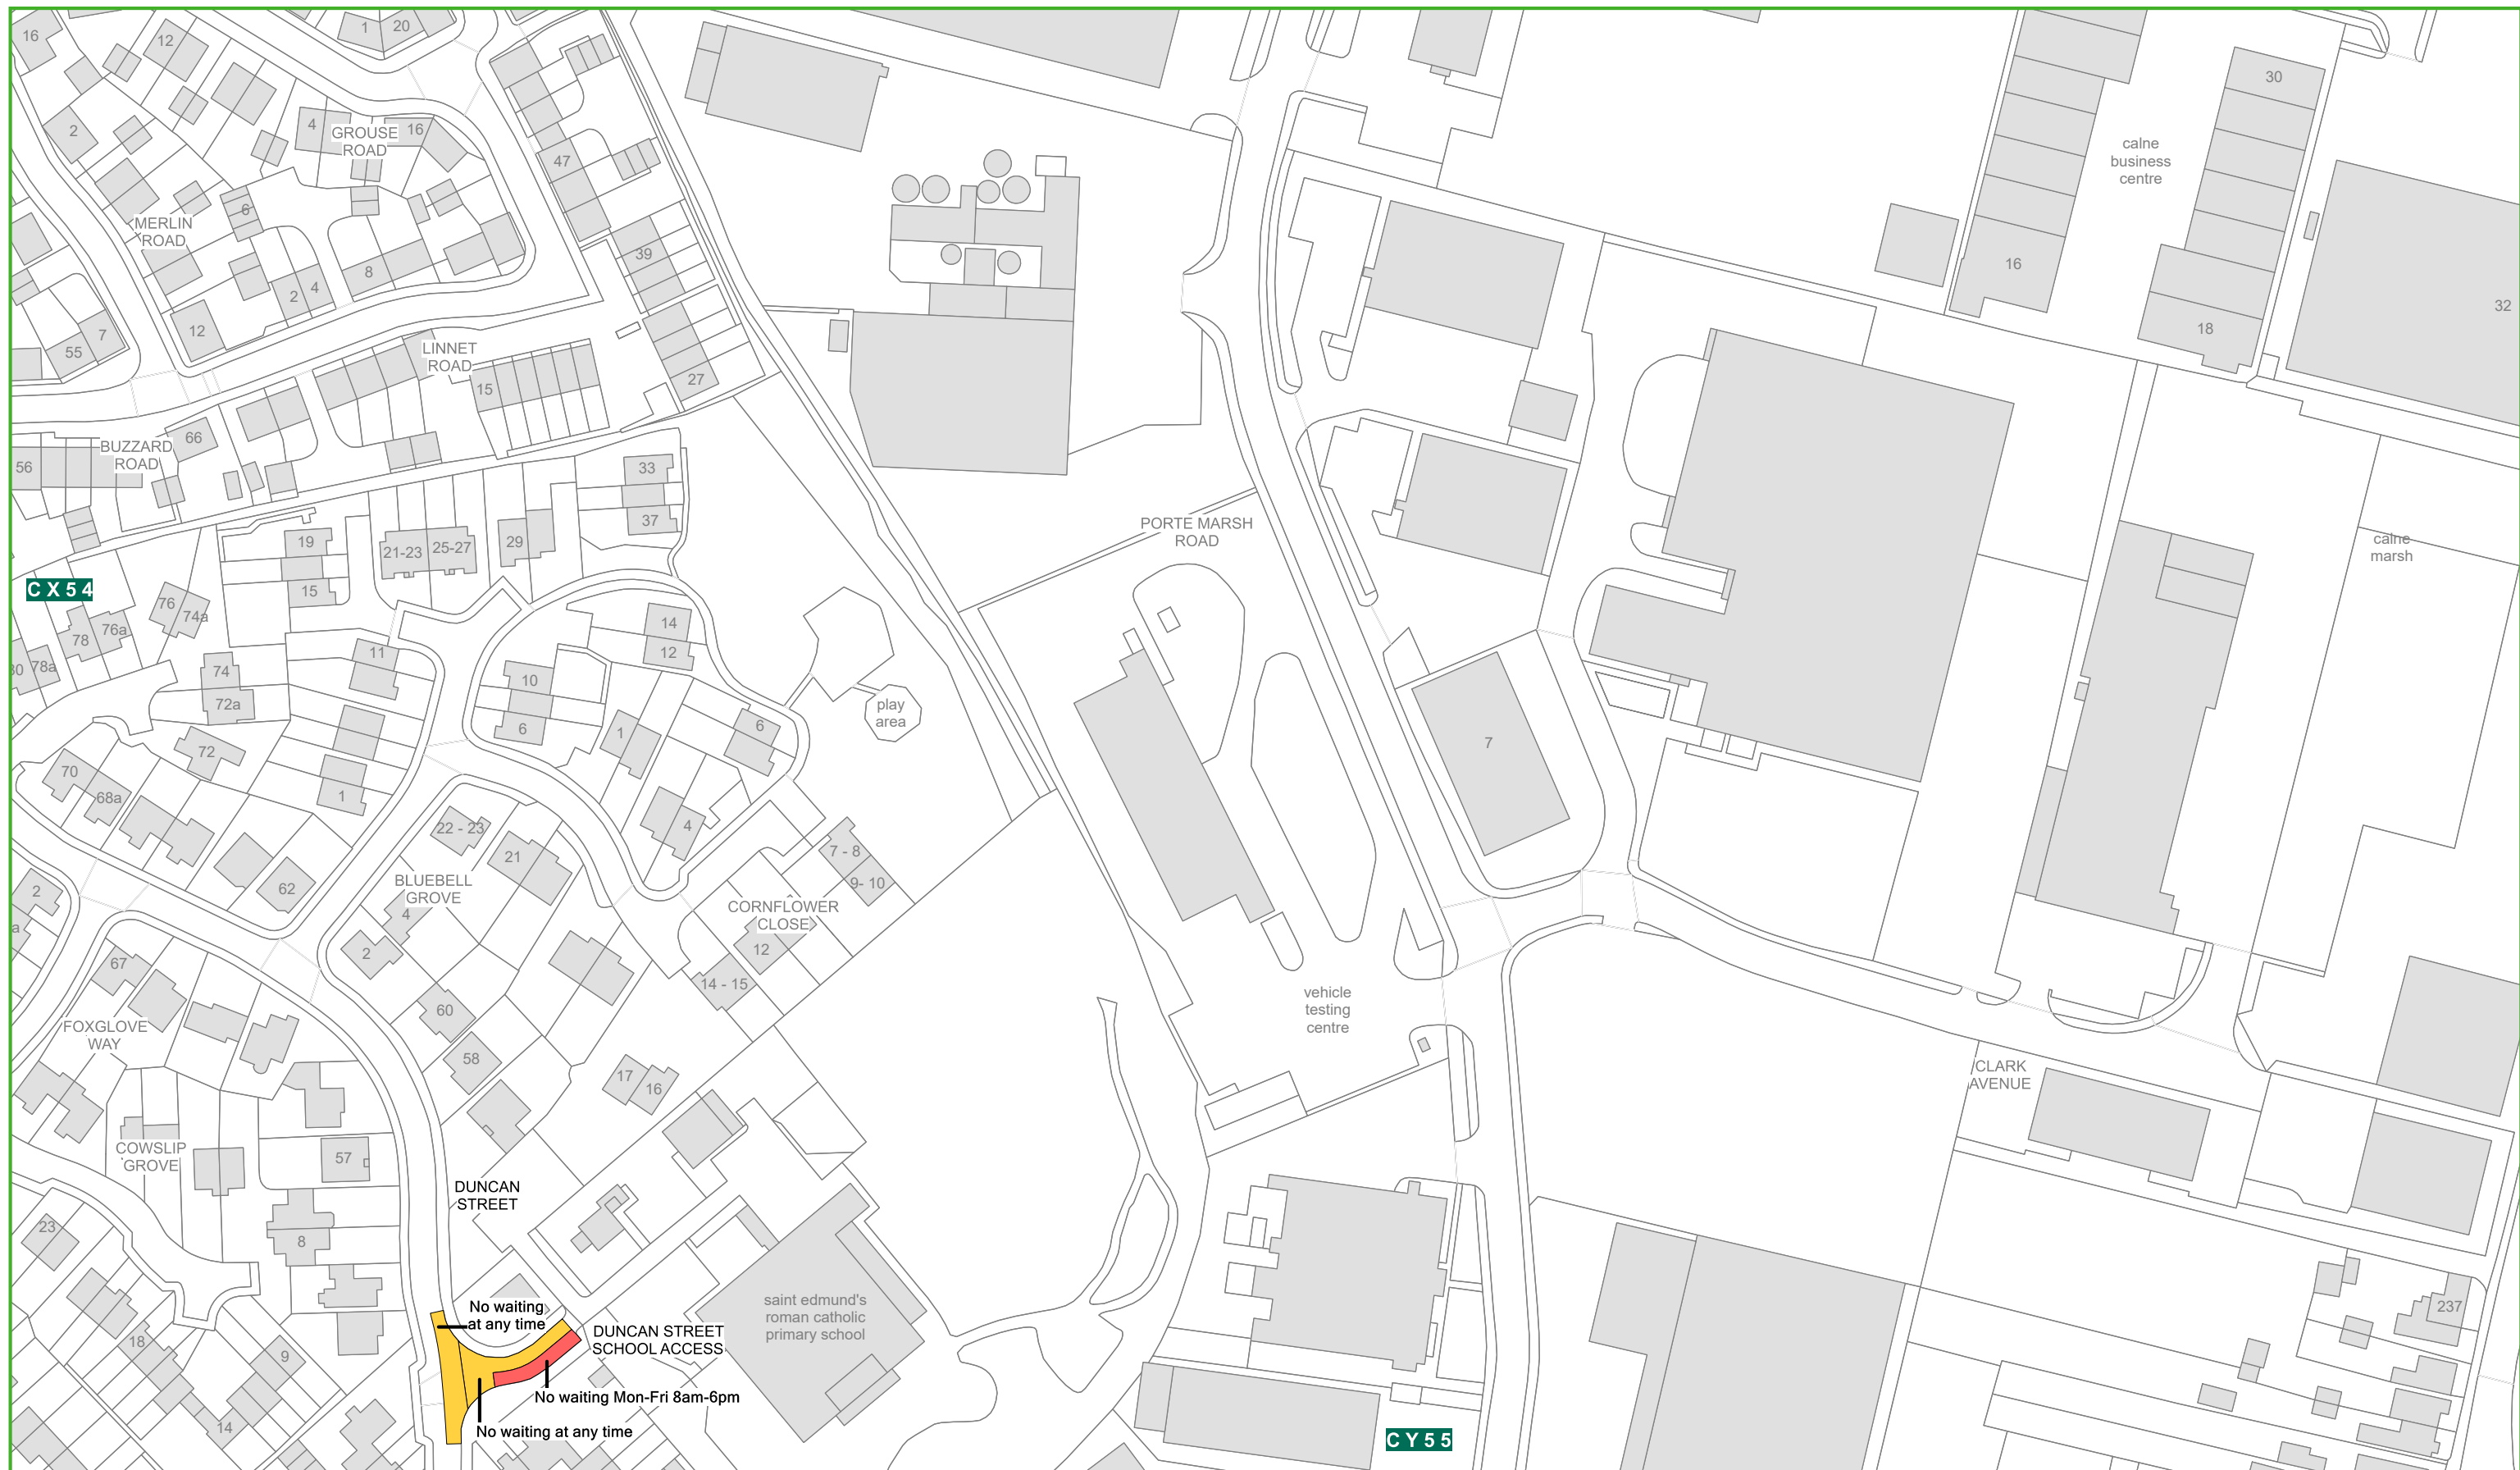 16
12
1
20
2
4
GROUSE
ROAD
16
47
MERLIN
ROAD
6
39
8
2
4
12
7
55
LINNET
ROAD
15
27
30
calne
business
centre
16
18
32
66
BUZZARD
ROAD
56
33
37
19
21-23
25-27
29
15
PORTE MARSH
ROAD
calne
marsh
C X 5 4
76
74a
76a
78
78a
14
12
11
74
72a
10
6
1
6
play
area
72
70
68a
1
4
7
22 - 23
21
7 - 8
9- 10
62
2
BLUEBELL
GROVE
4
CORNFLOWER
CLOSE
12
2
14 - 15
67
60
FOXGLOVE
WAY
58
17
16
vehicle
testing
centre
CLARK
AVENUE
COWSLIP
GROVE
57
DUNCAN
STREET
23
8
No waiting
at any time
DUNCAN STREET
SCHOOL ACCESS
saint edmund's
roman catholic
primary school
237
18
9
No waiting Mon-Fri 8am-6pm
14
No waiting at any time
C Y 5 5